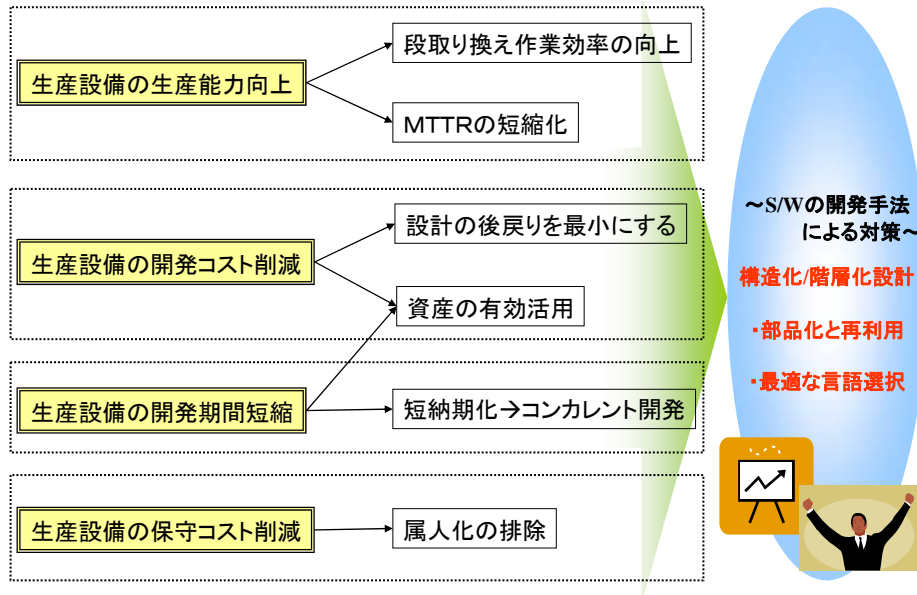 生産設備の生産能力向上
段取り換え作業効率の向上
ＭＴＴＲの短縮化
生産設備の開発コスト削減
設計の後戻りを最小にする
資産の有効活用
生産設備の開発期間短縮
短納期化→コンカレント開発
生産設備の保守コスト削減
属人化の排除
～S/Wの開発手法
による対策～
構造化/階層化設計
・部品化と再利用
・最適な言語選択